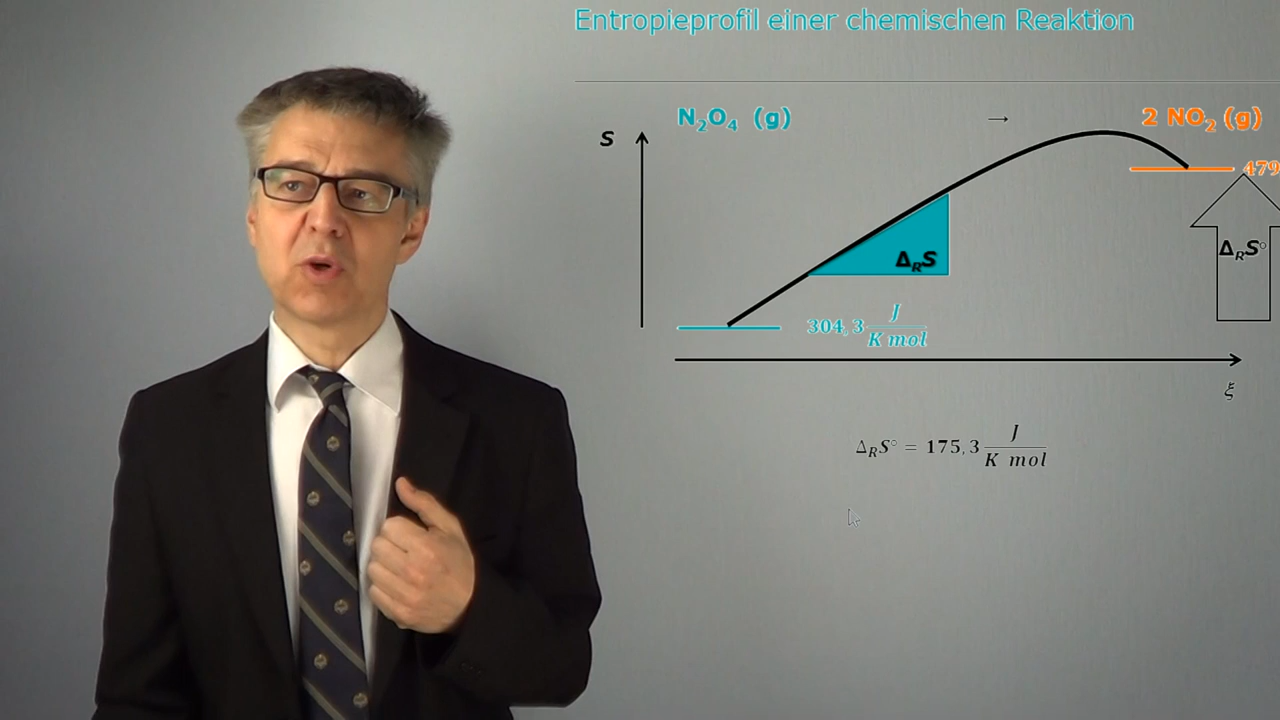 Entropieprofil einer chemischen Reaktion
N₂O₄ (g) → 2 NO₂ (g)
S
479
ΔRS°
ΔRS
304,3 J/(K mol)
ξ
ΔRS° = 175,3 J/(K mol)